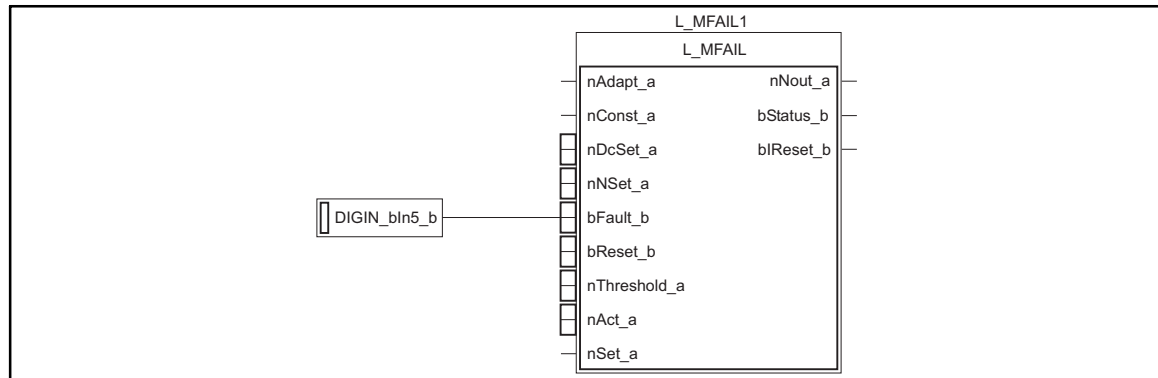 L_MFAIL1
L_MFAIL
nAdapt_a nNout_a
nConst_a bStatus_b
nDcSet_a bIReset_b
nNSet_a
DIGIN_bIn5_b bFault_b
bReset_b
nThreshold_a
nAct_a
nSet_a